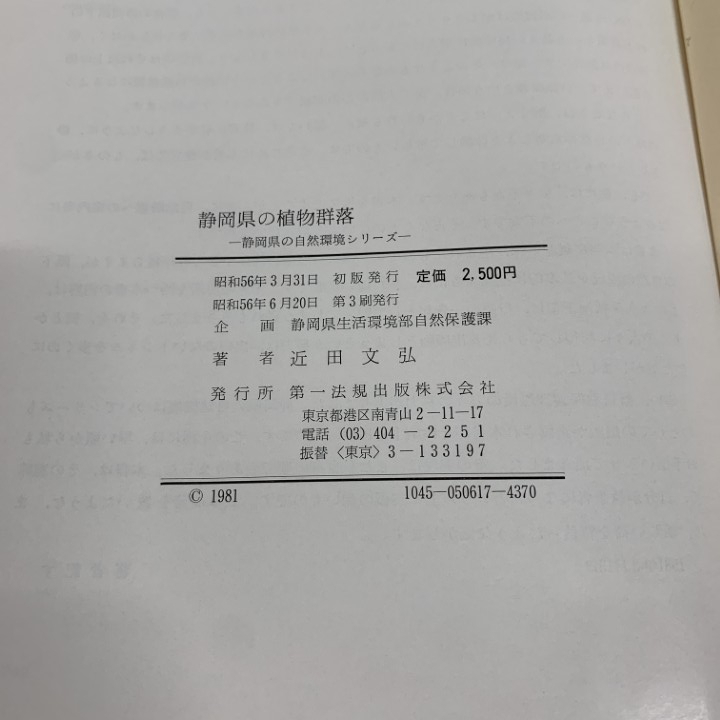 静岡県の植物群落
―静岡県の自然環境シリーズ―
昭和56年3月31日 初版発行 定価 2,500円
昭和56年6月20日 第3刷発行
企画 静岡県生活環境部自然保護課
著者 近田文弘
発行所 第一法規出版株式会社
東京都港区南青山2-11-17
電話 (03) 404-2251
振替〈東京〉3-133197
© 1981 1045-050617-4370